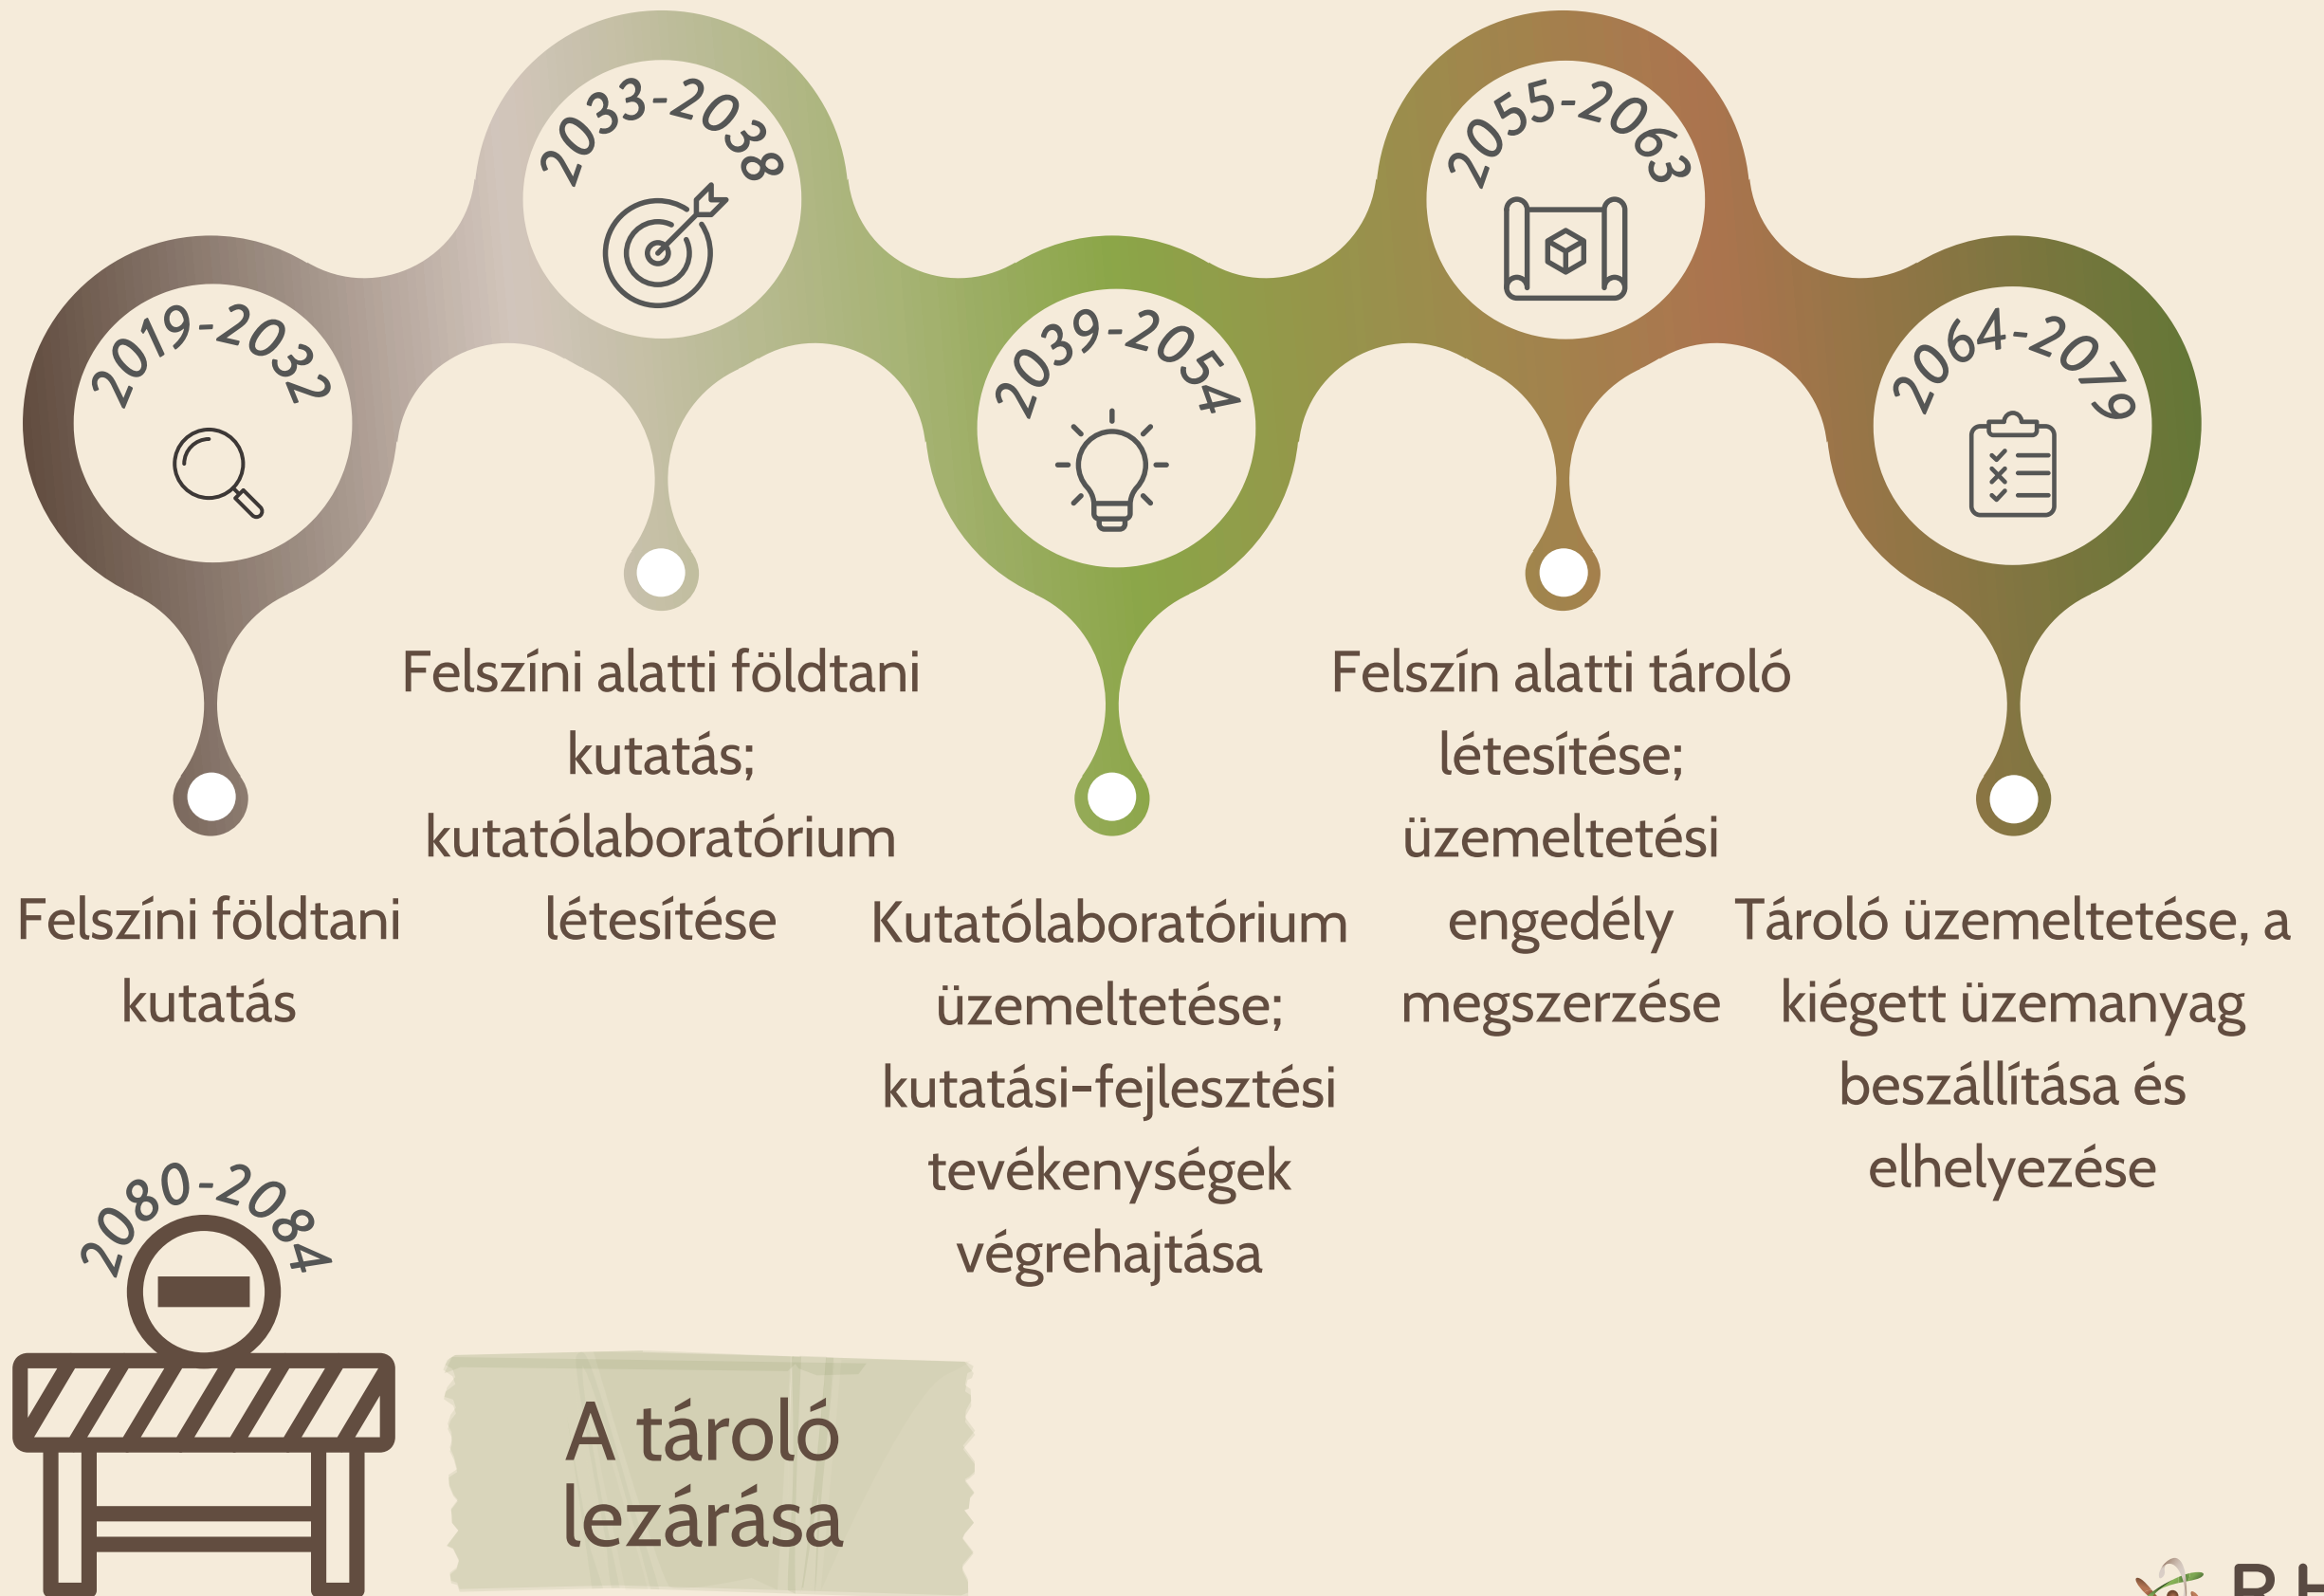 2019-2032
Felszíni földtani
kutatás
2033-2038
Felszíni alatti földtani
kutatás;
kutatólaboratórium
létesítése
2039-2054
Kutatólaboratórium
üzemeltetése;
kutatási-fejlesztési
tevékenységek
végrehajtása
2055-2063
Felszín alatti tároló
létesítése;
üzemeltetési
engedély
megszerzése
2064-2079
Tároló üzemeltetése, a
kiégett üzemanyag
beszállítása és
elhelyezése
2080-2084
A tároló
lezárása